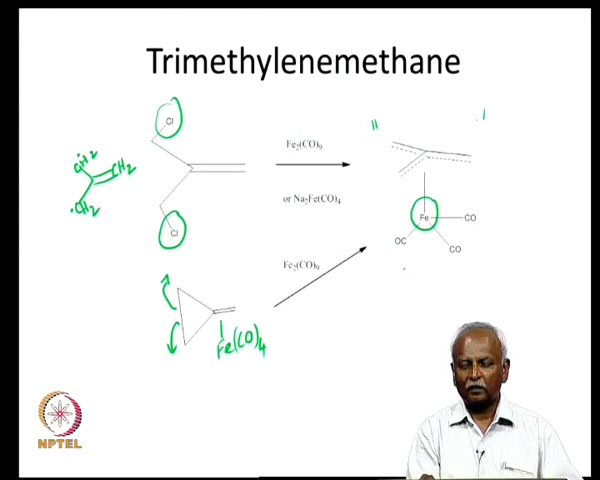 Trimethylenemethane
Cl
Fe₂(CO)₉
ĊH₂
CH₂
.CH₂
or Na₂Fe(CO)₄
Cl
Fe
CO
OC
CO
Fe₂(CO)₉
Fe(CO)₄
NPTEL